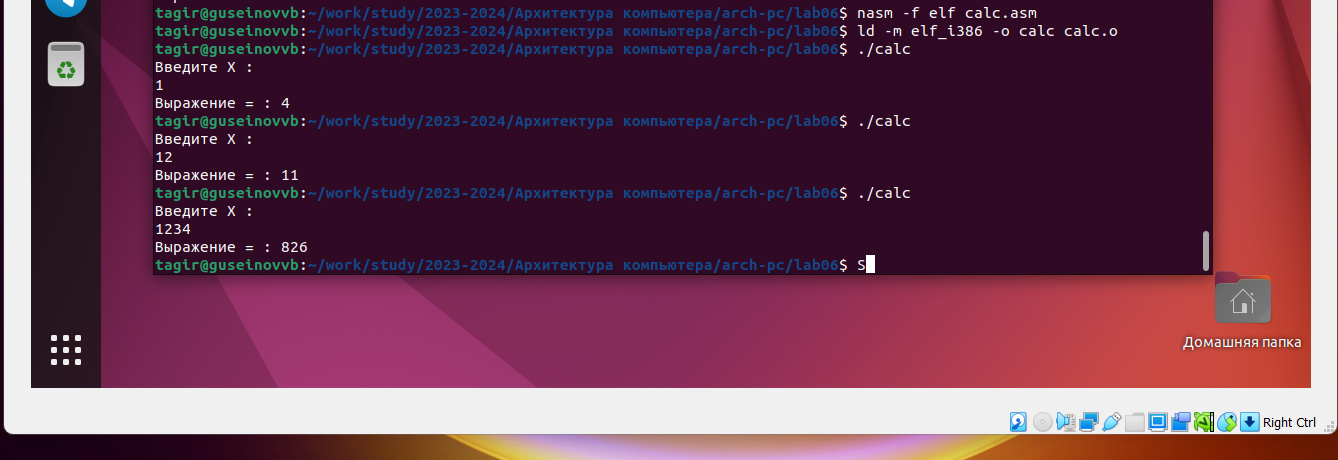 tagir@guseinovvb:~/work/study/2023-2024/Архитектура компьютера/arch-pc/lab06$ nasm -f elf calc.asm
tagir@guseinovvb:~/work/study/2023-2024/Архитектура компьютера/arch-pc/lab06$ ld -m elf_i386 -o calc calc.o
tagir@guseinovvb:~/work/study/2023-2024/Архитектура компьютера/arch-pc/lab06$ ./calc
Введите X :
1
Выражение = : 4
tagir@guseinovvb:~/work/study/2023-2024/Архитектура компьютера/arch-pc/lab06$ ./calc
Введите X :
12
Выражение = : 11
tagir@guseinovvb:~/work/study/2023-2024/Архитектура компьютера/arch-pc/lab06$ ./calc
Введите X :
1234
Выражение = : 826
tagir@guseinovvb:~/work/study/2023-2024/Архитектура компьютера/arch-pc/lab06$ S
Домашняя папка
Right Ctrl